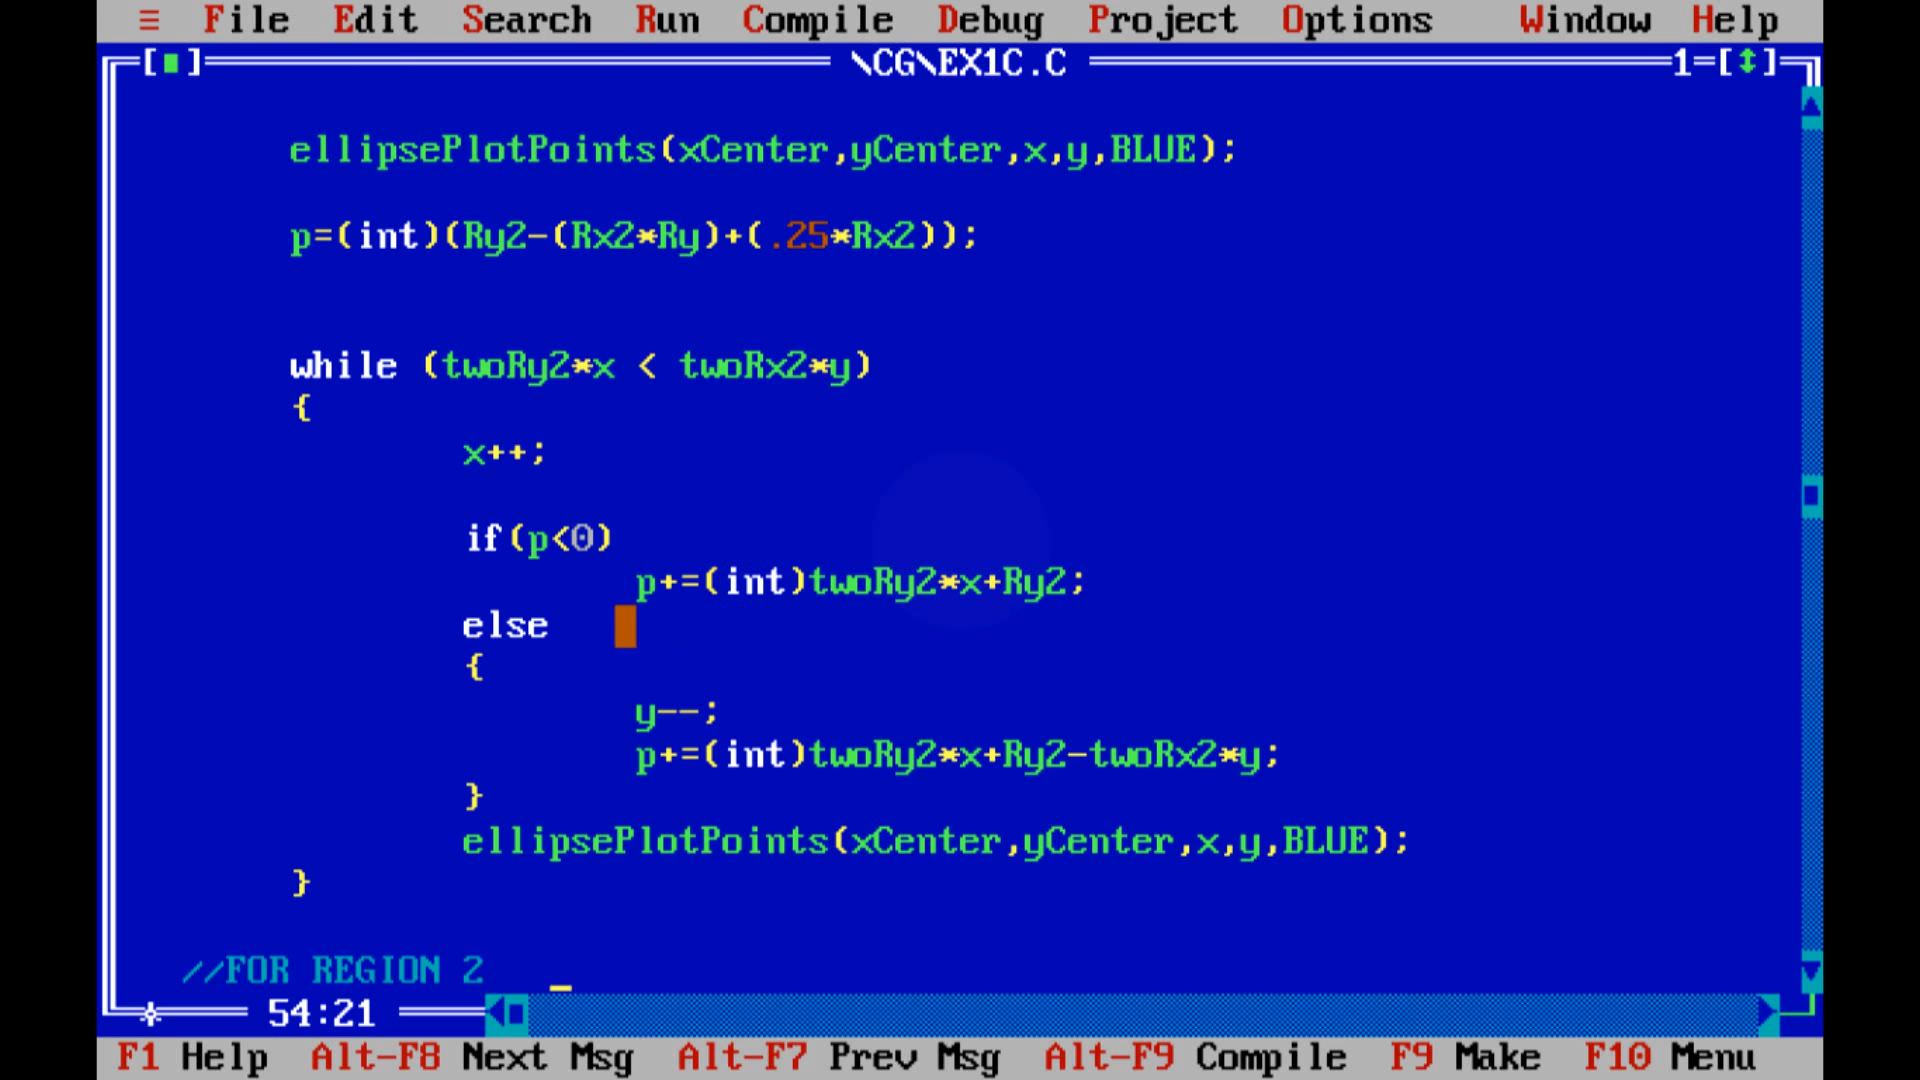 ≡ File Edit Search Run Compile Debug Project Options Window Help
[■] \CG\EX1C.C 1=[↕]
ellipsePlotPoints(xCenter,yCenter,x,y,BLUE);
p=(int)(Ry2-(Rx2*Ry)+(.25*Rx2));
while (twoRy2*x < twoRx2*y)
{
x++;
if(p<0)
p+=(int)twoRy2*x+Ry2;
else
{
y--;
p+=(int)twoRy2*x+Ry2-twoRx2*y;
}
ellipsePlotPoints(xCenter,yCenter,x,y,BLUE);
}
//FOR REGION 2
54:21
F1 Help Alt-F8 Next Msg Alt-F7 Prev Msg Alt-F9 Compile F9 Make F10 Menu